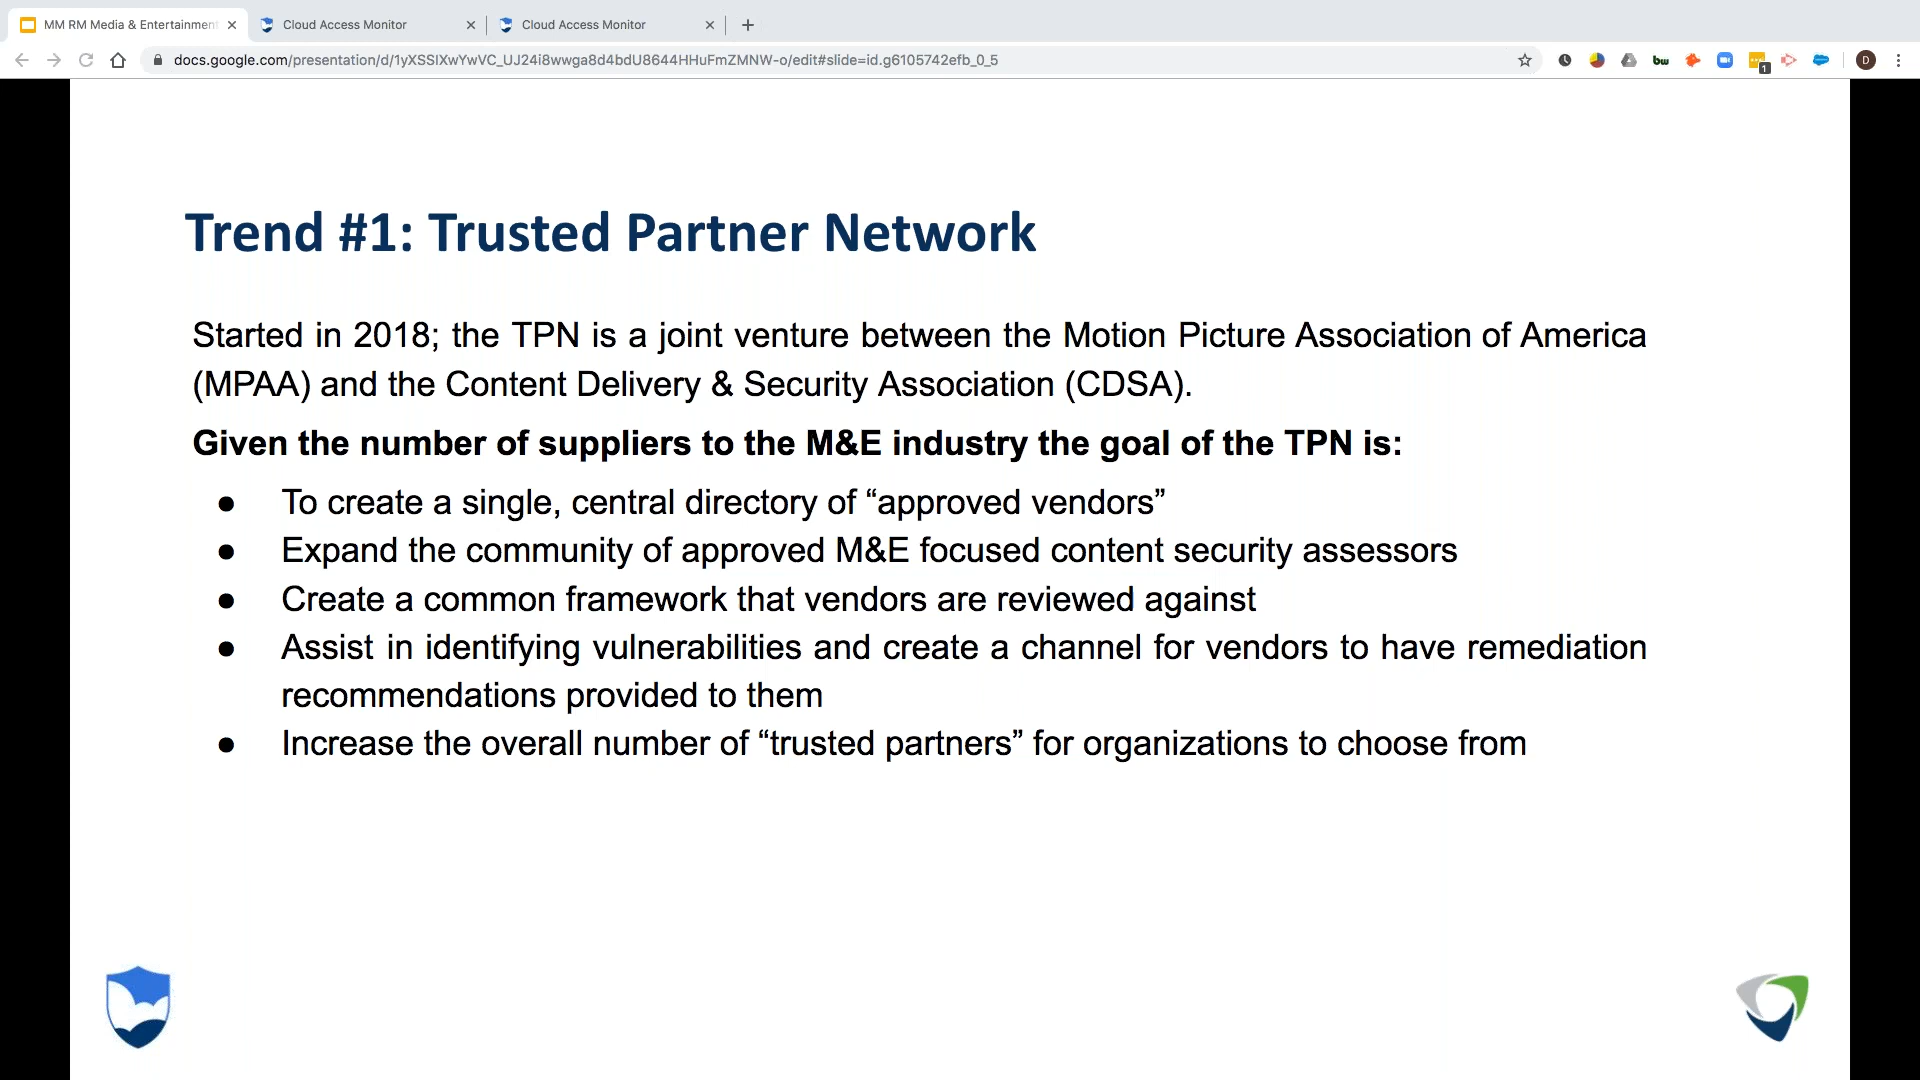 MM RM Media & Entertainment
Cloud Access Monitor
Cloud Access Monitor
docs.google.com/presentation/d/1yXSSIXwYwVC_UJ24i8wwga8d4bdU8644HHuFmZMNW-o/edit#slide=id.g6105742efb_0_5
bw
1
D
Trend #1: Trusted Partner Network
Started in 2018; the TPN is a joint venture between the Motion Picture Association of America
(MPAA) and the Content Delivery & Security Association (CDSA).
Given the number of suppliers to the M&E industry the goal of the TPN is:
● To create a single, central directory of “approved vendors”
● Expand the community of approved M&E focused content security assessors
● Create a common framework that vendors are reviewed against
● Assist in identifying vulnerabilities and create a channel for vendors to have remediation
recommendations provided to them
● Increase the overall number of “trusted partners” for organizations to choose from